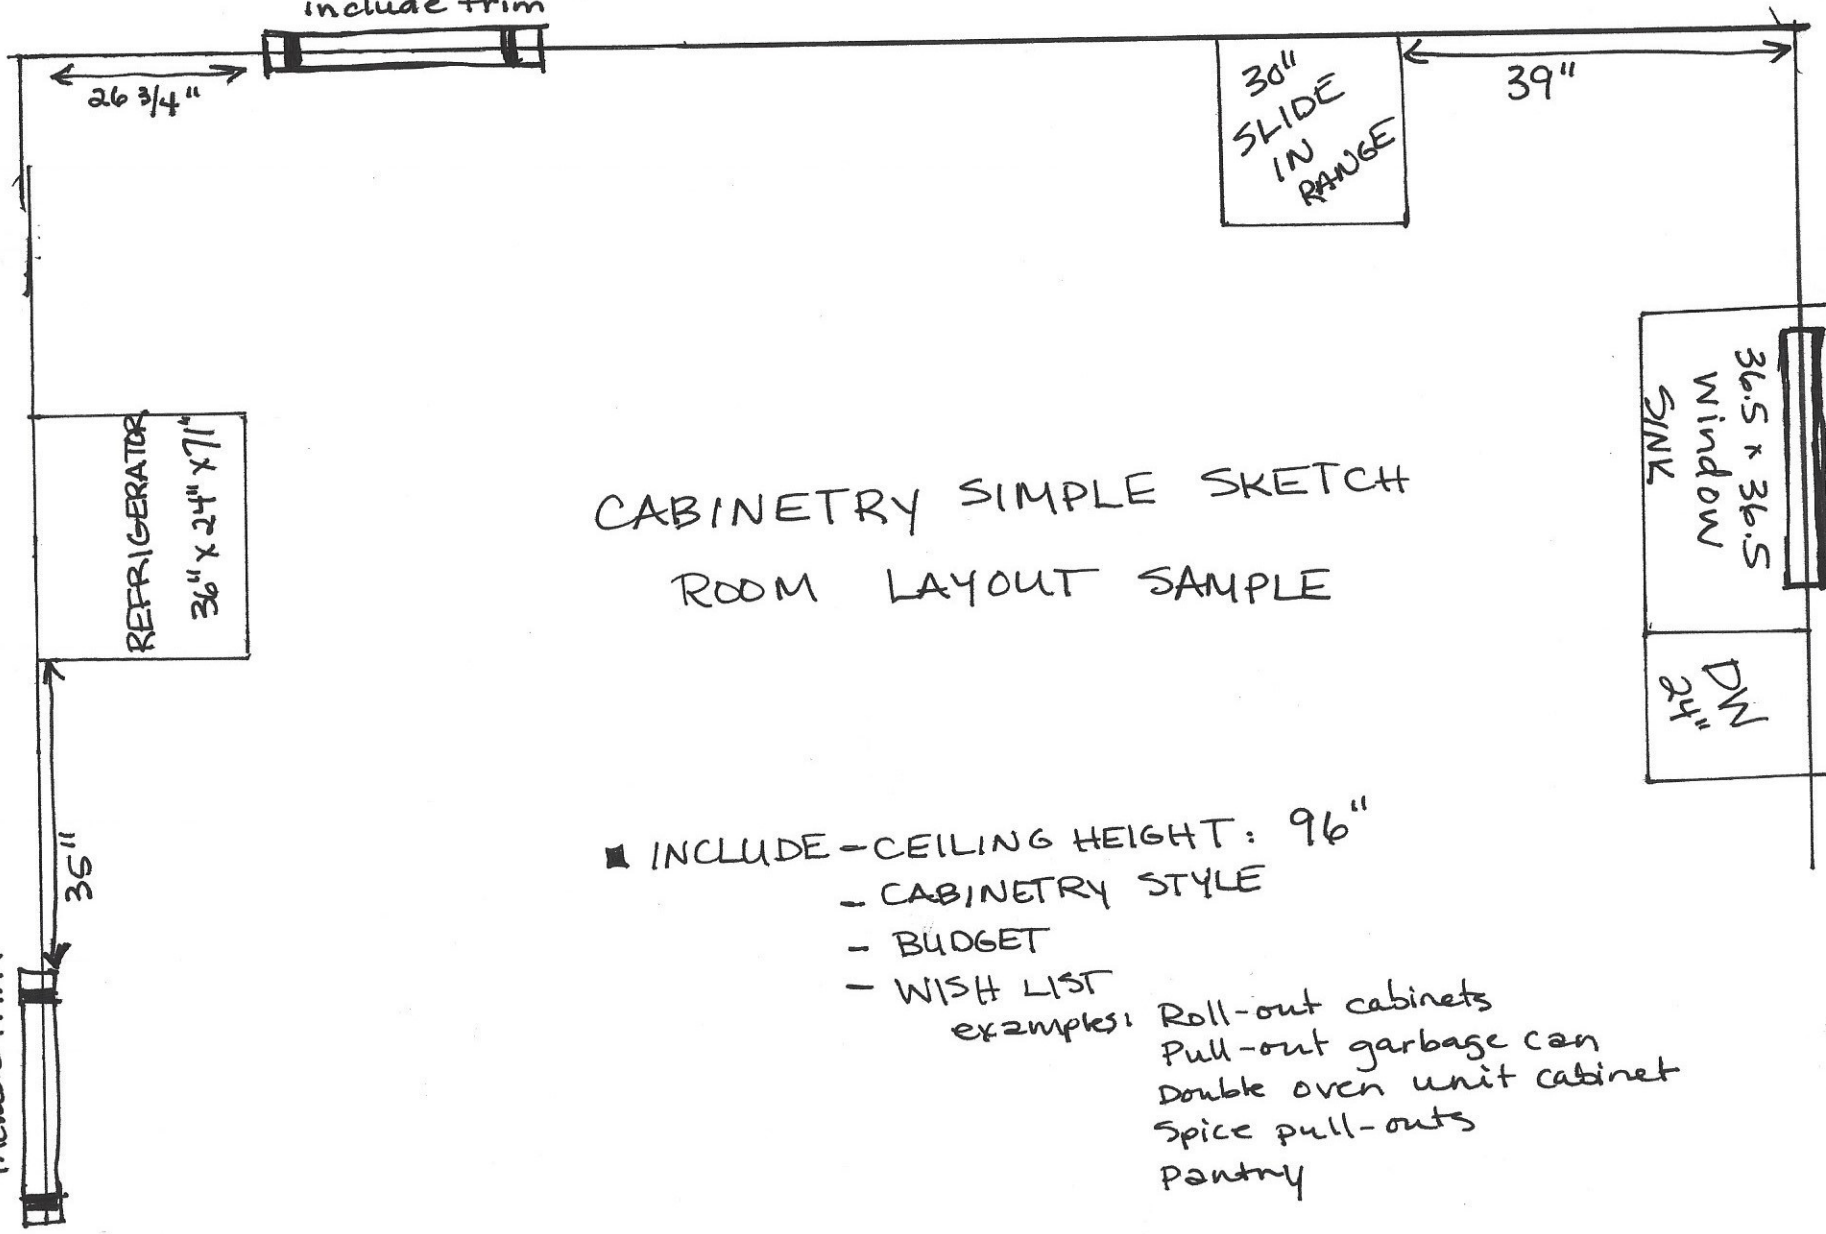 include trim
26 3/4"
30"
SLIDE
IN
RANGE
39"
36.5 x 36.5
Window
SINK
REFRIGERATOR
36" x 24" x 71"
CABINETRY SIMPLE SKETCH
ROOM LAYOUT SAMPLE
DW
24"
35"
■ INCLUDE - CEILING HEIGHT: 96"
- CABINETRY STYLE
- BUDGET
- WISH LIST
examples: Roll-out cabinets
Pull-out garbage can
Double oven unit cabinet
Spice pull-outs
Pantry